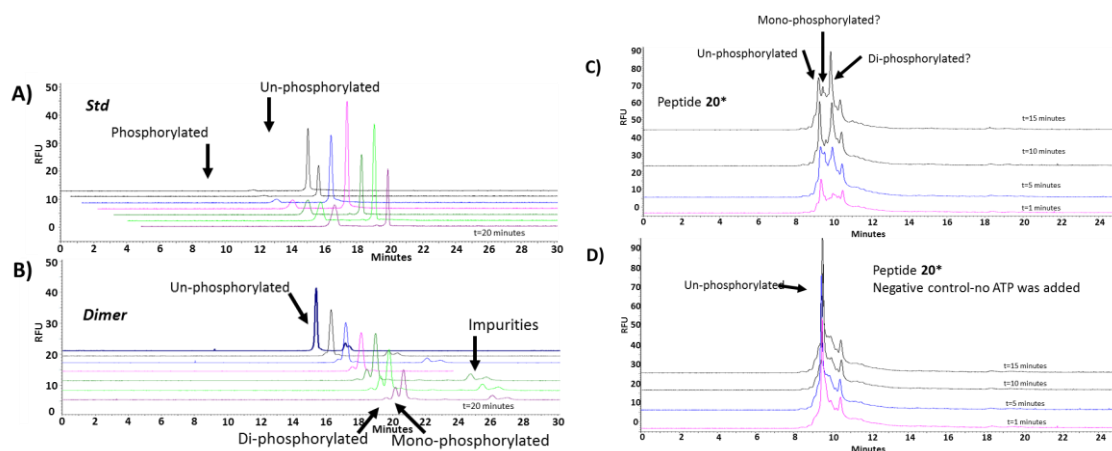 A)
Std
Un-phosphorylated
Phosphorylated
RFU
50
40
30
20
10
0
t=20 minutes
0 2 4 6 8 10 12 14 16 18 20 22 24 26 28 30
Minutes
B)
Dimer
Un-phosphorylated
Impurities
RFU
50
40
30
20
10
0
t=20 minutes
0 2 4 6 8 10 12 14 16 18 20 22 24 26 28 30
Minutes
Di-phosphorylated
Mono-phosphorylated
C)
Mono-phosphorylated?
Un-phosphorylated
Di-phosphorylated?
Peptide 20*
RFU
90
80
70
60
50
40
30
20
10
0
t=15 minutes
t=10 minutes
t=5 minutes
t=1 minutes
0 2 4 6 8 10 12 14 16 18 20 22 24
Minutes
D)
Peptide 20*
Negative control-no ATP was added
Un-phosphorylated
RFU
90
80
70
60
50
40
30
20
10
0
t=15 minutes
t=10 minutes
t=5 minutes
t=1 minutes
0 2 4 6 8 10 12 14 16 18 20 22 24
Minutes